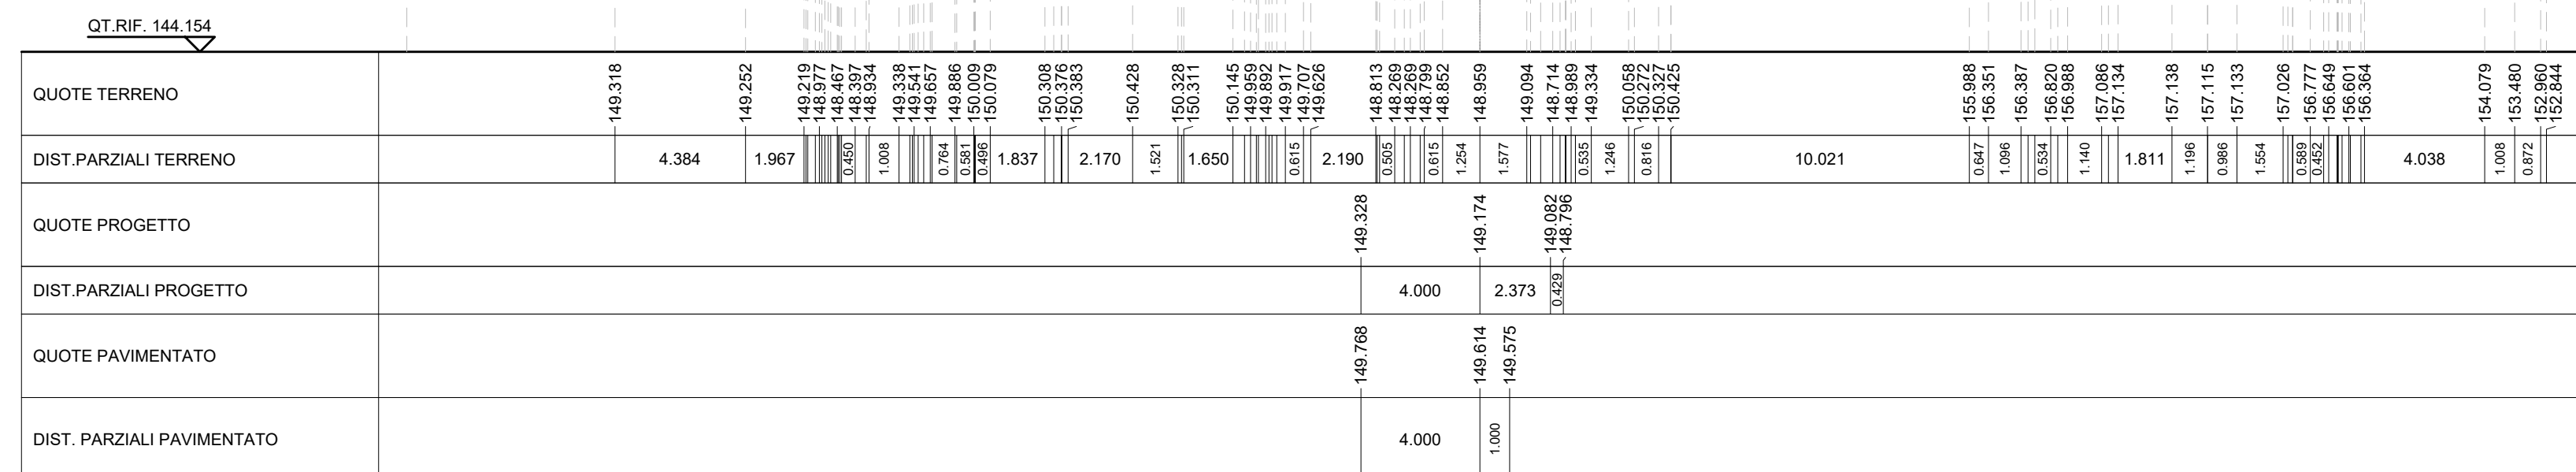 QT.RIF. 144.154
QUOTE TERRENO
149.318 149.252 149.219 148.977 148.467 148.397 148.934 149.338 149.541 149.657 149.886 150.009 150.079 150.308 150.376 150.383 150.428 150.328 150.311 150.145 149.959 149.892 149.917 149.707 149.626 148.813 148.269 148.269 148.799 148.852 148.959 149.094 148.714 148.989 149.334 150.058 150.272 150.327 150.425 155.988 156.351 156.387 156.820 156.988 157.086 157.134 157.138 157.115 157.133 157.026 156.777 156.649 156.601 156.364 154.079 153.480 152.960 152.844
DIST.PARZIALI TERRENO
4.384 1.967 0.450 1.008 0.764 0.581 0.496 1.837 2.170 1.521 1.650 0.615 2.190 0.505 0.615 1.254 1.577 0.535 1.246 0.816 10.021 0.647 1.096 0.534 1.140 1.811 1.196 0.986 1.554 0.589 0.452 4.038 1.008 0.872
QUOTE PROGETTO
149.328 149.174 149.082 148.796
DIST.PARZIALI PROGETTO
4.000 2.373 0.429
QUOTE PAVIMENTATO
149.768 149.614 149.575
DIST. PARZIALI PAVIMENTATO
4.000 1.000